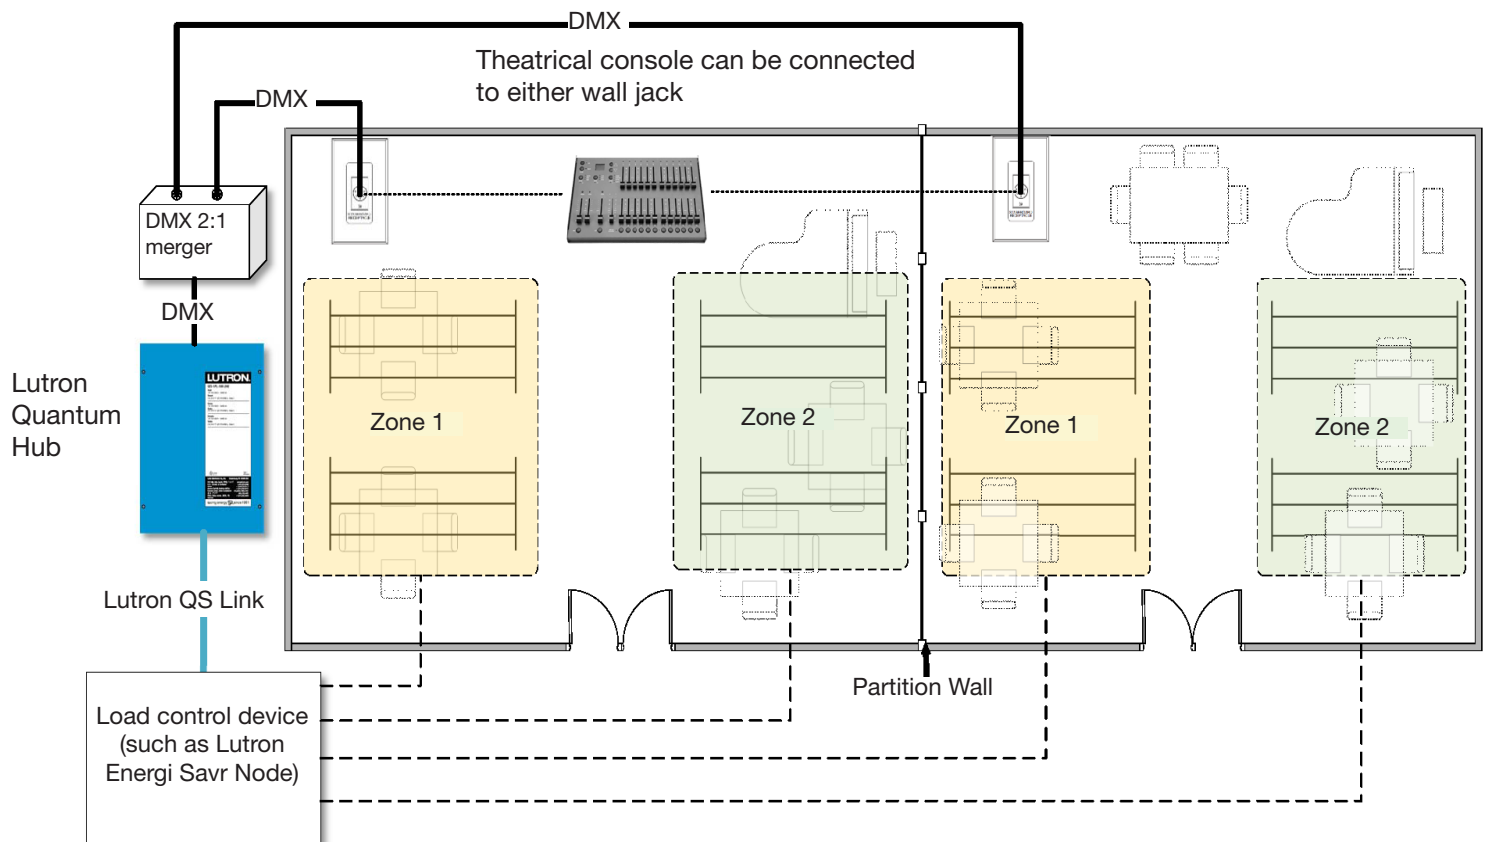 DMX
Theatrical console can be connected
to either wall jack
DMX
DMX 2:1
merger
DMX
Lutron
Quantum
Hub
LUTRON
Zone 1
Zone 2
Zone 1
Zone 2
Lutron QS Link
Partition Wall
Load control device
(such as Lutron
Energi Savr Node)